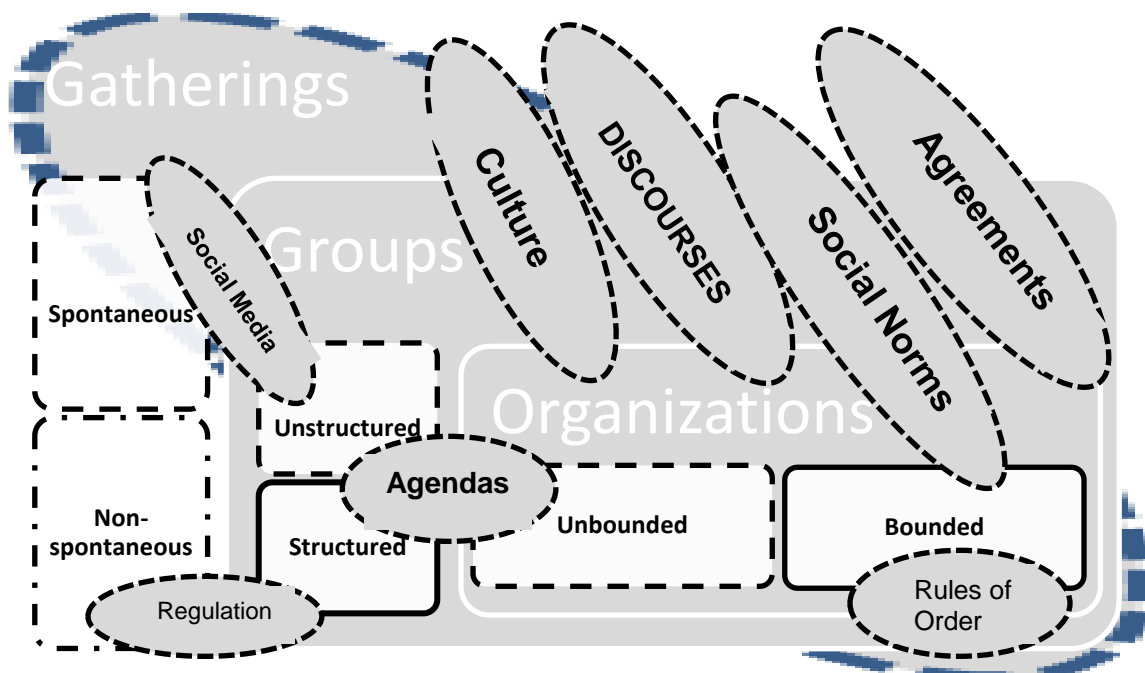 Gatherings
Culture
DISCOURSES
Social Norms
Agreements
Groups
Social Media
Spontaneous
Organizations
Unstructured
Agendas
Non-
spontaneous
Structured
Unbounded
Bounded
Regulation
Rules of
Order